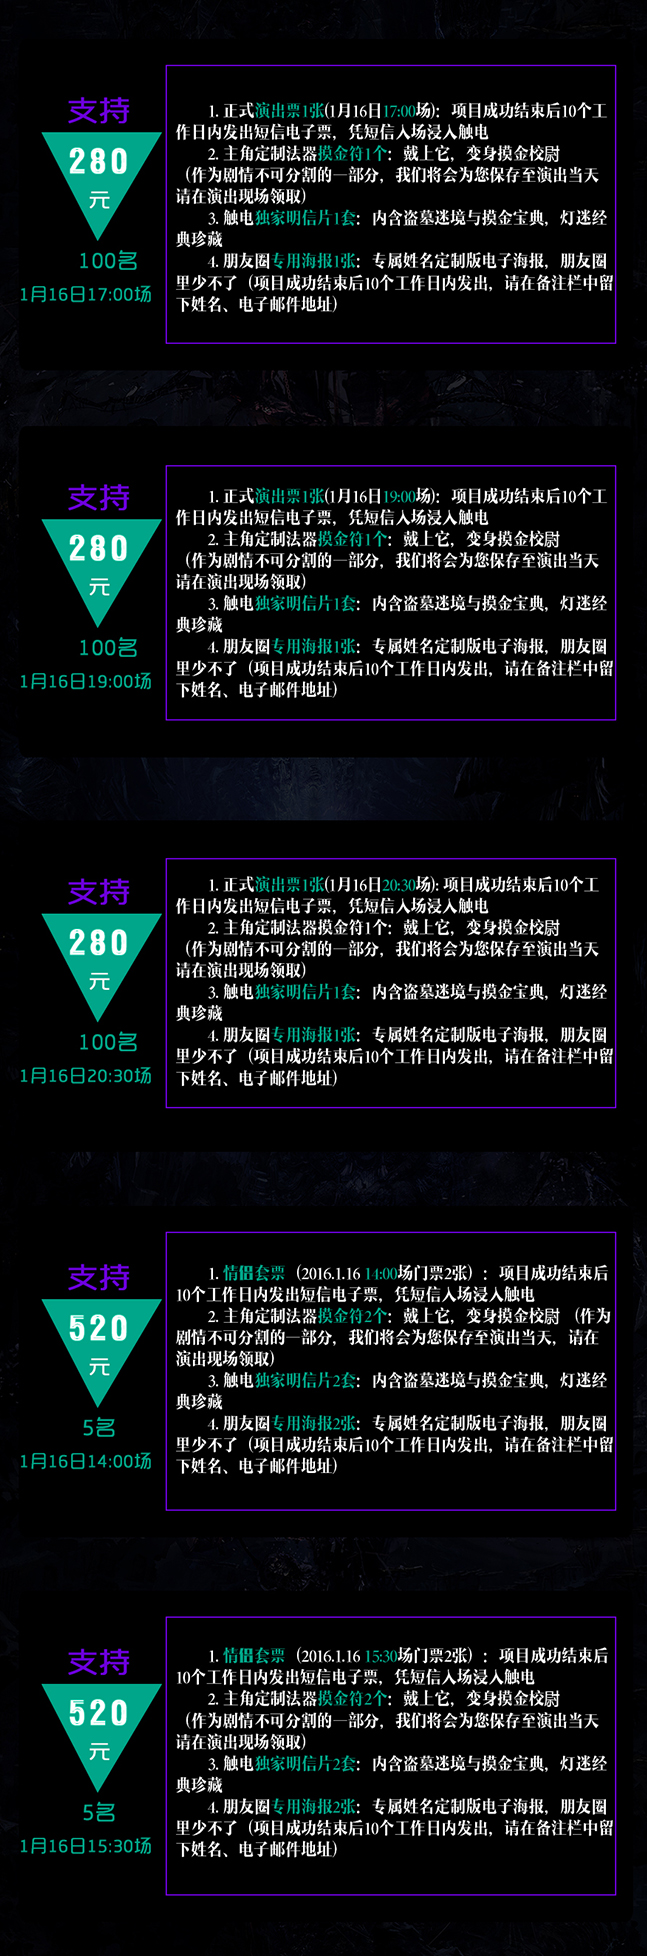 支持
280
元
100名
1月16日17:00场
1. 正式演出票1张(1月16日17:00场)：项目成功结束后10个工
作日内发出短信电子票，凭短信入场浸入触电
2. 主角定制法器摸金符1个：戴上它，变身摸金校尉
（作为剧情不可分割的一部分，我们将会为您保存至演出当天
请在演出现场领取）
3. 触电独家明信片1套：内含盗墓迷境与摸金宝典，灯迷经
典珍藏
4. 朋友圈专用海报1张：专属姓名定制版电子海报，朋友圈
里少不了（项目成功结束后10个工作日内发出，请在备注栏中留
下姓名、电子邮件地址）
支持
280
元
100名
1月16日19:00场
1. 正式演出票1张(1月16日19:00场)：项目成功结束后10个工
作日内发出短信电子票，凭短信入场浸入触电
2. 主角定制法器摸金符1个：戴上它，变身摸金校尉
（作为剧情不可分割的一部分，我们将会为您保存至演出当天
请在演出现场领取）
3. 触电独家明信片1套：内含盗墓迷境与摸金宝典，灯迷经
典珍藏
4. 朋友圈专用海报1张：专属姓名定制版电子海报，朋友圈
里少不了（项目成功结束后10个工作日内发出，请在备注栏中留
下姓名、电子邮件地址）
支持
280
元
100名
1月16日20:30场
1. 正式演出票1张(1月16日20:30场): 项目成功结束后10个工
作日内发出短信电子票，凭短信入场浸入触电
2. 主角定制法器摸金符1个：戴上它，变身摸金校尉
（作为剧情不可分割的一部分，我们将会为您保存至演出当天
请在演出现场领取）
3. 触电独家明信片1套：内含盗墓迷境与摸金宝典，灯迷经
典珍藏
4. 朋友圈专用海报1张：专属姓名定制版电子海报，朋友圈
里少不了（项目成功结束后10个工作日内发出，请在备注栏中留
下姓名、电子邮件地址）
支持
520
元
5名
1月16日14:00场
1. 情侣套票（2016.1.16 14:00场门票2张）：项目成功结束后
10个工作日内发出短信电子票，凭短信入场浸入触电
2. 主角定制法器摸金符2个：戴上它，变身摸金校尉（作为
剧情不可分割的一部分，我们将会为您保存至演出当天，请在
演出现场领取）
3. 触电独家明信片2套：内含盗墓迷境与摸金宝典，灯迷经
典珍藏
4. 朋友圈专用海报2张：专属姓名定制版电子海报，朋友圈
里少不了（项目成功结束后10个工作日内发出，请在备注栏中留
下姓名、电子邮件地址）
支持
520
元
5名
1月16日15:30场
1. 情侣套票（2016.1.16 15:30场门票2张）：项目成功结束后
10个工作日内发出短信电子票，凭短信入场浸入触电
2. 主角定制法器摸金符2个：戴上它，变身摸金校尉
（作为剧情不可分割的一部分，我们将会为您保存至演出当天
请在演出现场领取）
3. 触电独家明信片2套：内含盗墓迷境与摸金宝典，灯迷经
典珍藏
4. 朋友圈专用海报2张：专属姓名定制版电子海报，朋友圈
里少不了（项目成功结束后10个工作日内发出，请在备注栏中留
下姓名、电子邮件地址）